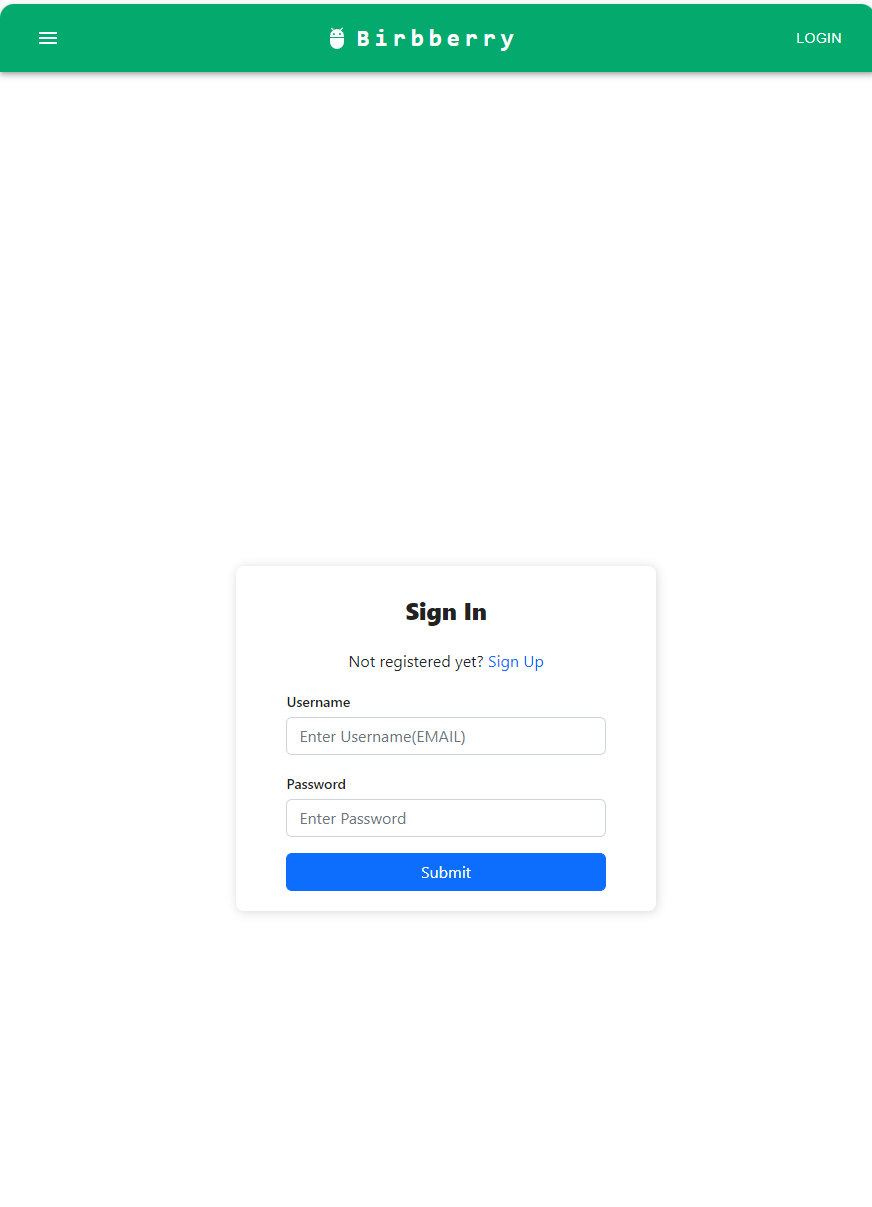 Birbberry
LOGIN
Sign In
Not registered yet? Sign Up
Username
Enter Username(EMAIL)
Password
Enter Password
Submit